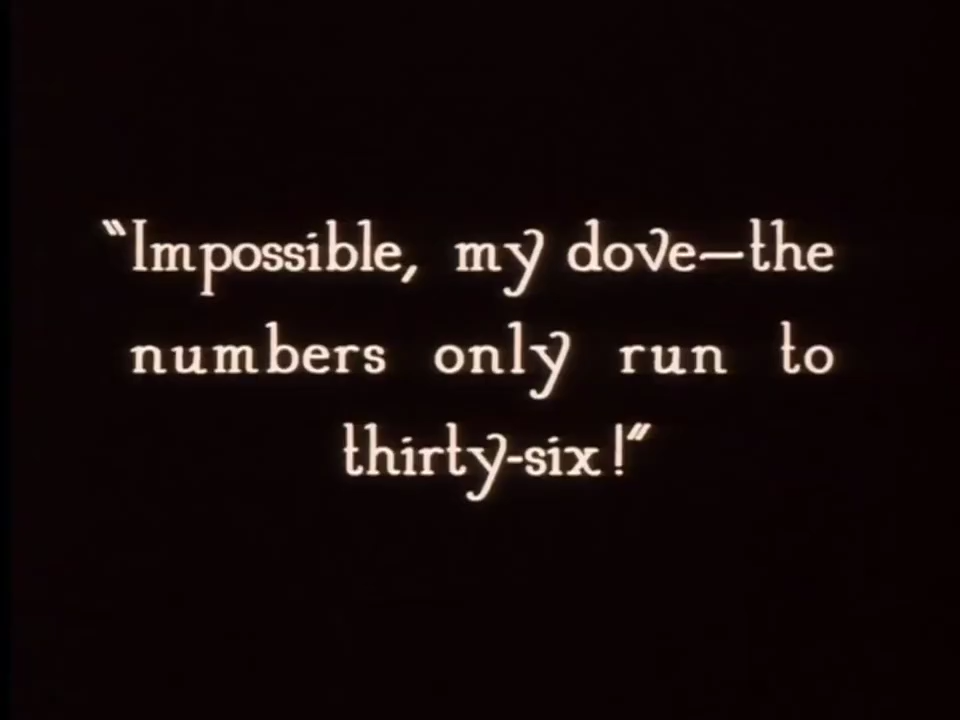 "Impossible, my dove—the
numbers only run to
thirty-six!"